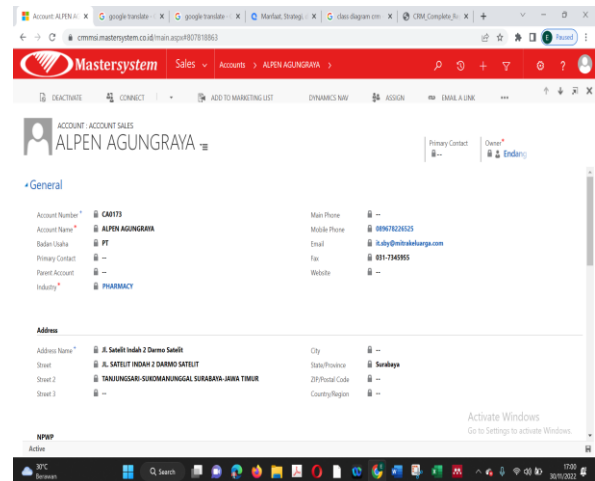 Account ALPEN AG
google translate -
google translate -
Manfaat, Strategi,
class diagram crm
CRM_Complete_Ro
crmmsi.mastersystem.co.id/main.aspx#807818863
Paused
Mastersystem Sales Accounts > ALPEN AGUNGRAYA >
DEACTIVATE CONNECT ADD TO MARKETING LIST DYNAMICS NAV ASSIGN EMAIL A LINK
ACCOUNT : ACCOUNT SALES
ALPEN AGUNGRAYA
Primary Contact
--
Owner*
Endang
General
Account Number* CA0173
Account Name* ALPEN AGUNGRAYA
Badan Usaha PT
Primary Contact --
Parent Account --
Industry* PHARMACY
Main Phone --
Mobile Phone 089678226525
Email it.sby@mitrakeluarga.com
Fax 031-7345955
Website --
Address
Address Name* Jl. Satelit Indah 2 Darmo Satelit
Street JL. SATELIT INDAH 2 DARMO SATELIT
Street 2 TANJUNGSARI-SUKOMANUNGGAL SURABAYA-JAWA TIMUR
Street 3 --
City --
State/Province Surabaya
ZIP/Postal Code --
Country/Region --
NPWP
Active
Activate Windows
Go to Settings to activate Windows.
30°C
Berawan
Search
17:00
30/11/2022